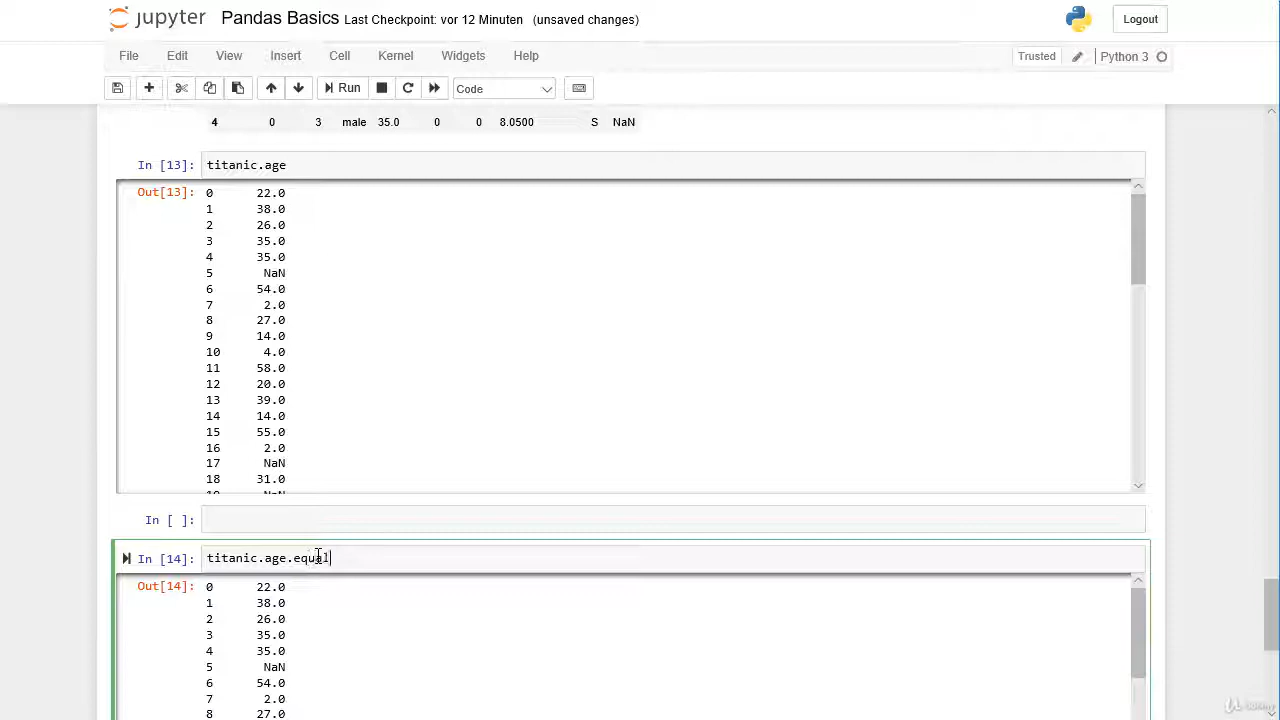 jupyter Pandas Basics Last Checkpoint: vor 12 Minuten (unsaved changes) Logout
File Edit View Insert Cell Kernel Widgets Help Trusted Python 3
Run Code
4 0 3 male 35.0 0 0 8.0500 S NaN
In [13]: titanic.age
Out[13]: 0 22.0
1 38.0
2 26.0
3 35.0
4 35.0
5 NaN
6 54.0
7 2.0
8 27.0
9 14.0
10 4.0
11 58.0
12 20.0
13 39.0
14 14.0
15 55.0
16 2.0
17 NaN
18 31.0
19 NaN
In [ ]:
In [14]: titanic.age.equal
Out[14]: 0 22.0
1 38.0
2 26.0
3 35.0
4 35.0
5 NaN
6 54.0
7 2.0
8 27.0